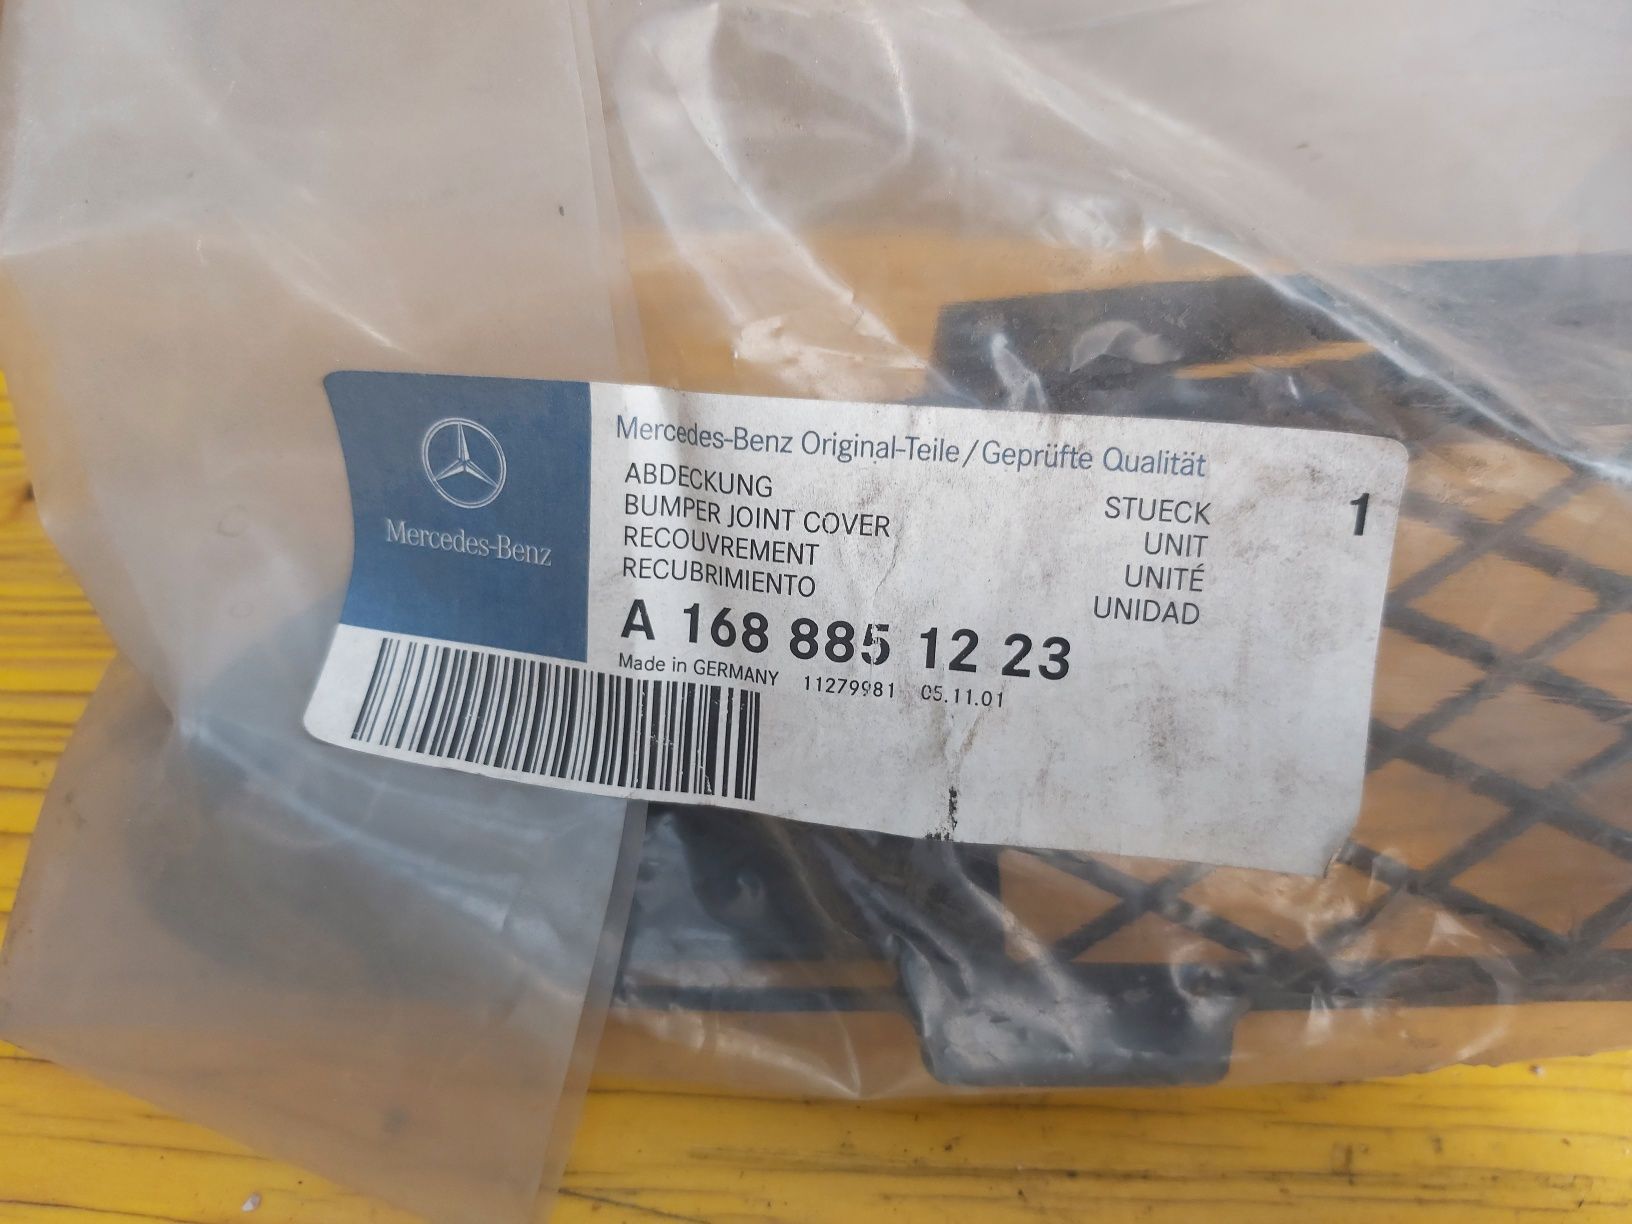 Mercedes-Benz
Mercedes-Benz Original-Teile/Geprüfte Qualität
ABDECKUNG
BUMPER JOINT COVER
RECOUVREMENT
RECUBRIMIENTO
STUECK 1
UNIT
UNITÉ
UNIDAD
A 168 885 12 23
Made in GERMANY 11279981 05.11.01